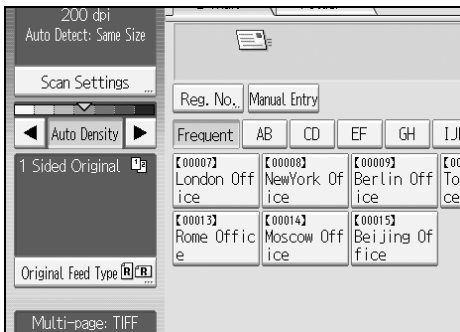 200 dpi
Auto Detect: Same Size
Scan Settings
Auto Density
1 Sided Original
Original Feed Type
Multi-page: TIFF
Reg. No.
Manual Entry
Frequent AB CD EF GH
[00007] [00008] [00009]
London Off NewYork Of Berlin Off
ice ice ice
[00013] [00014] [00015]
Rome Offic Moscow Off Beijing Of
e ice fice